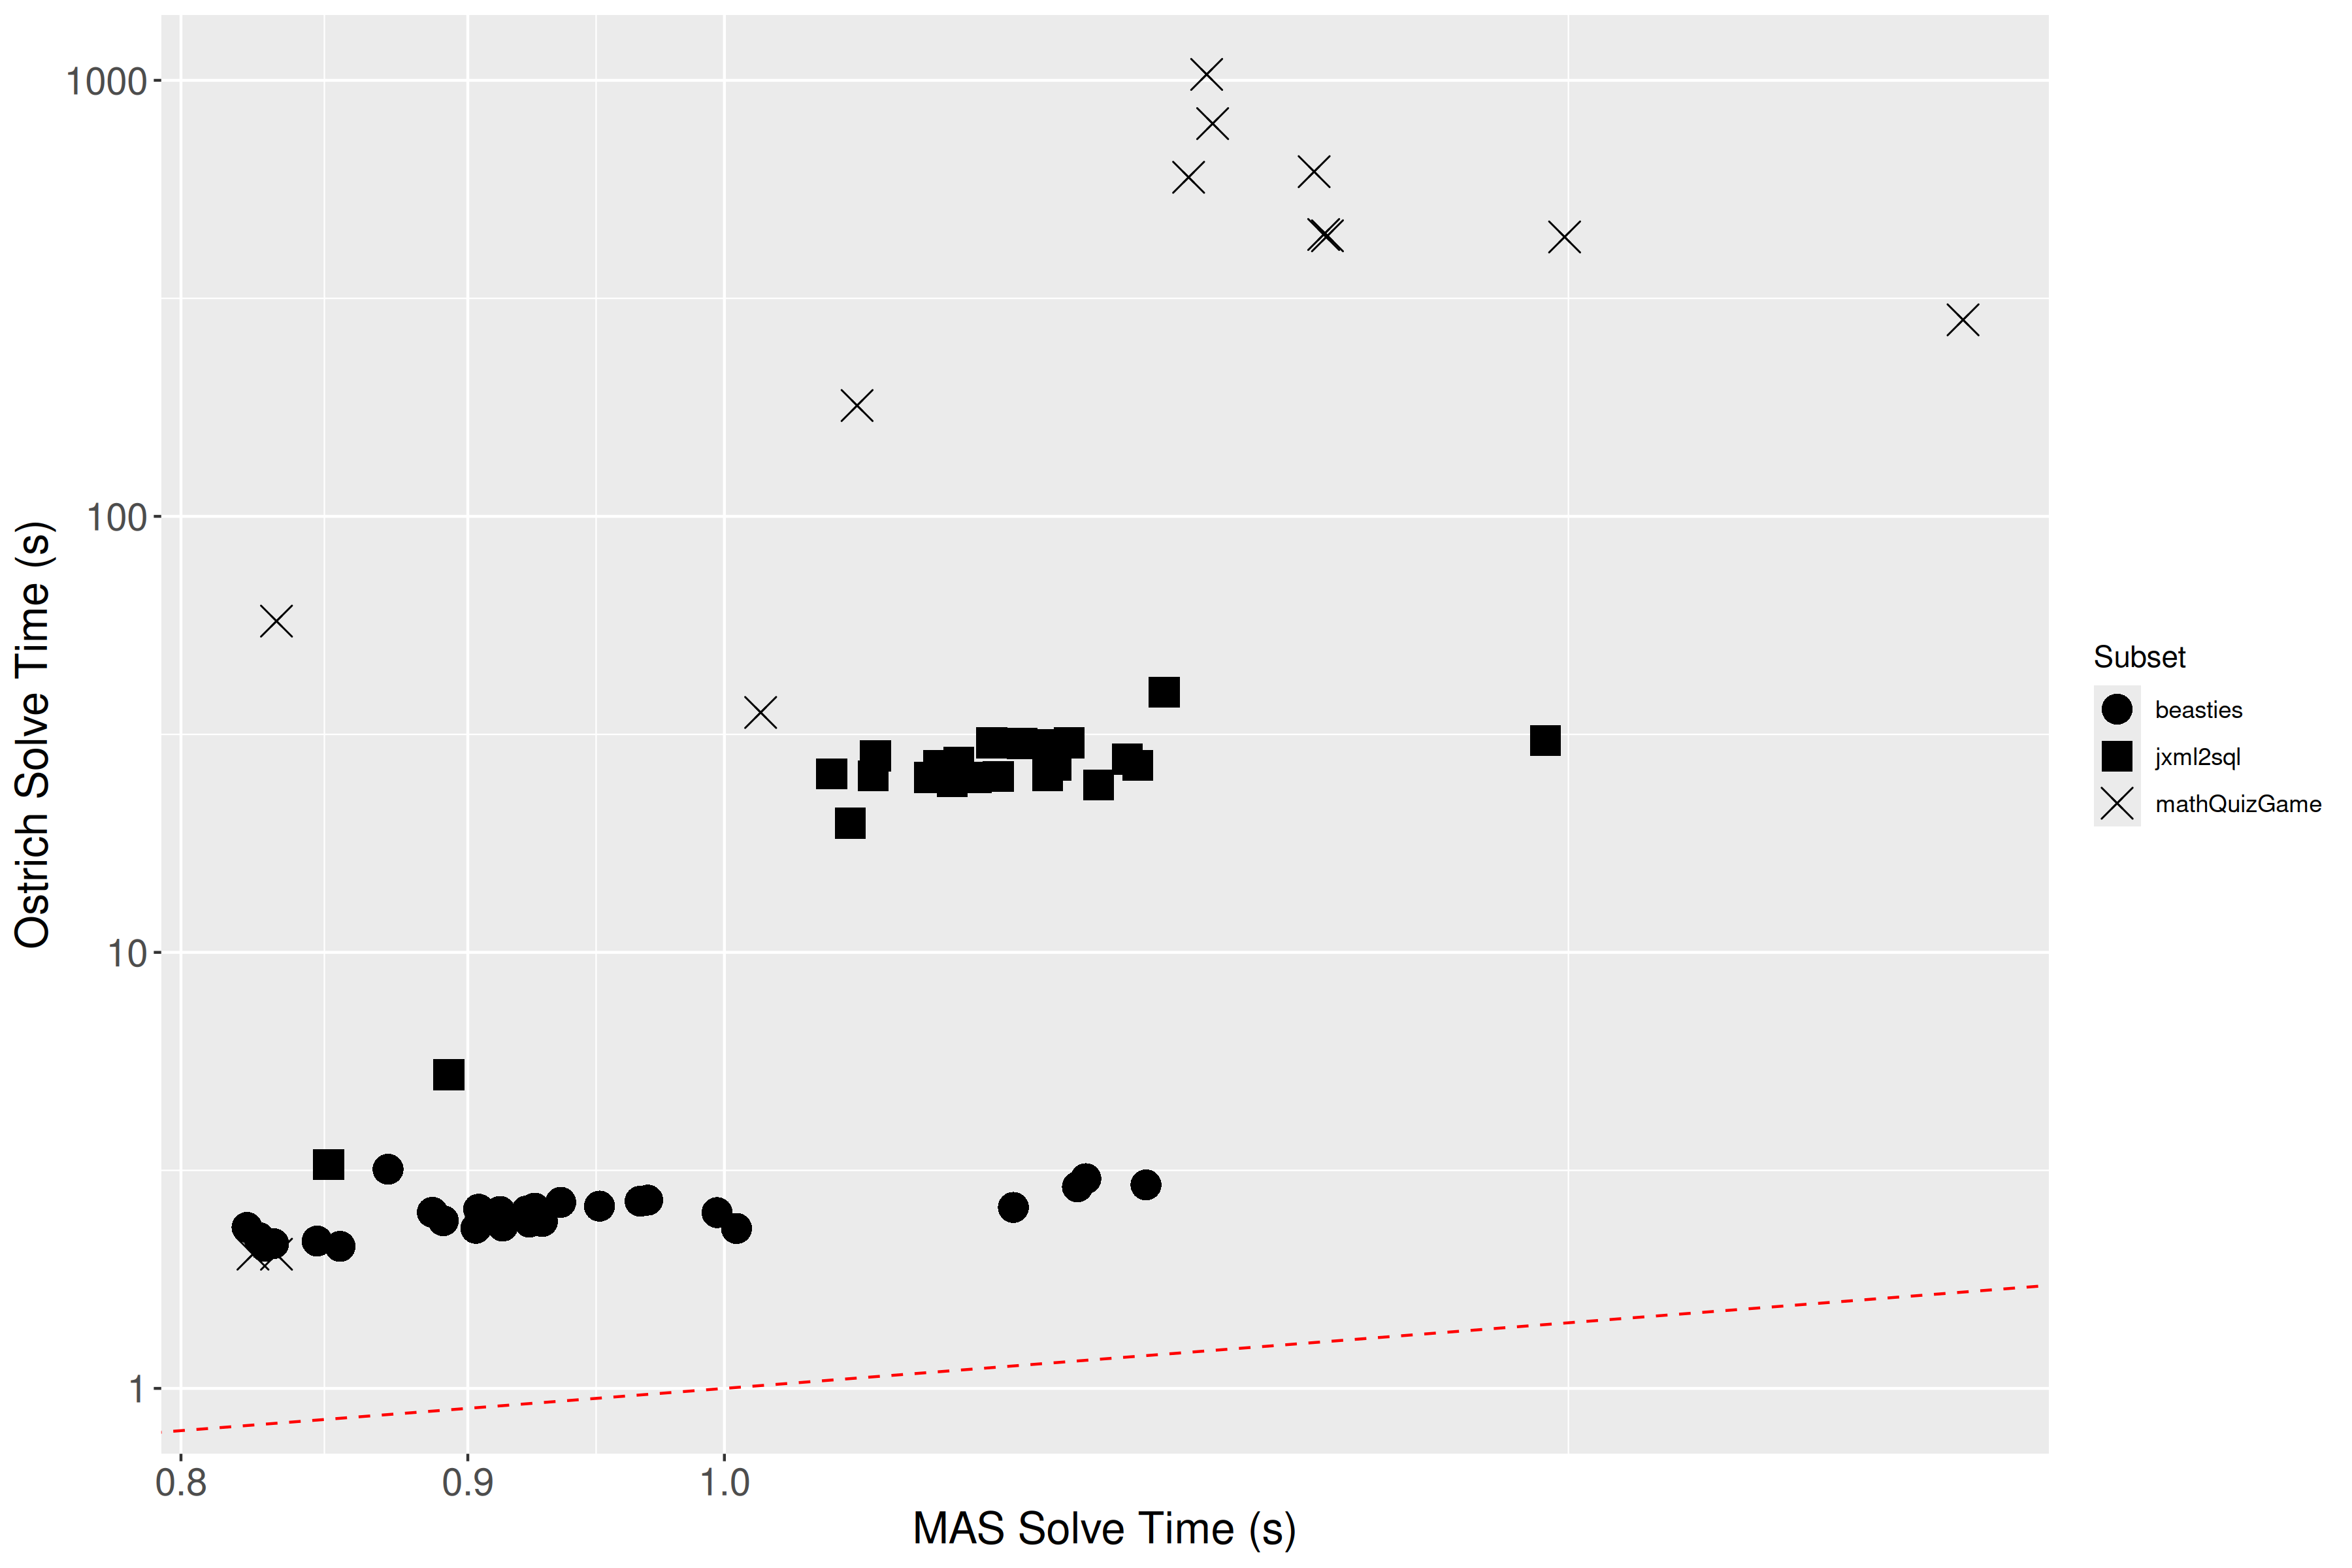 1000
100
10
1
Ostrich Solve Time (s)
0.8 0.9 1.0
MAS Solve Time (s)
Subset
beasties
jxml2sql
mathQuizGame